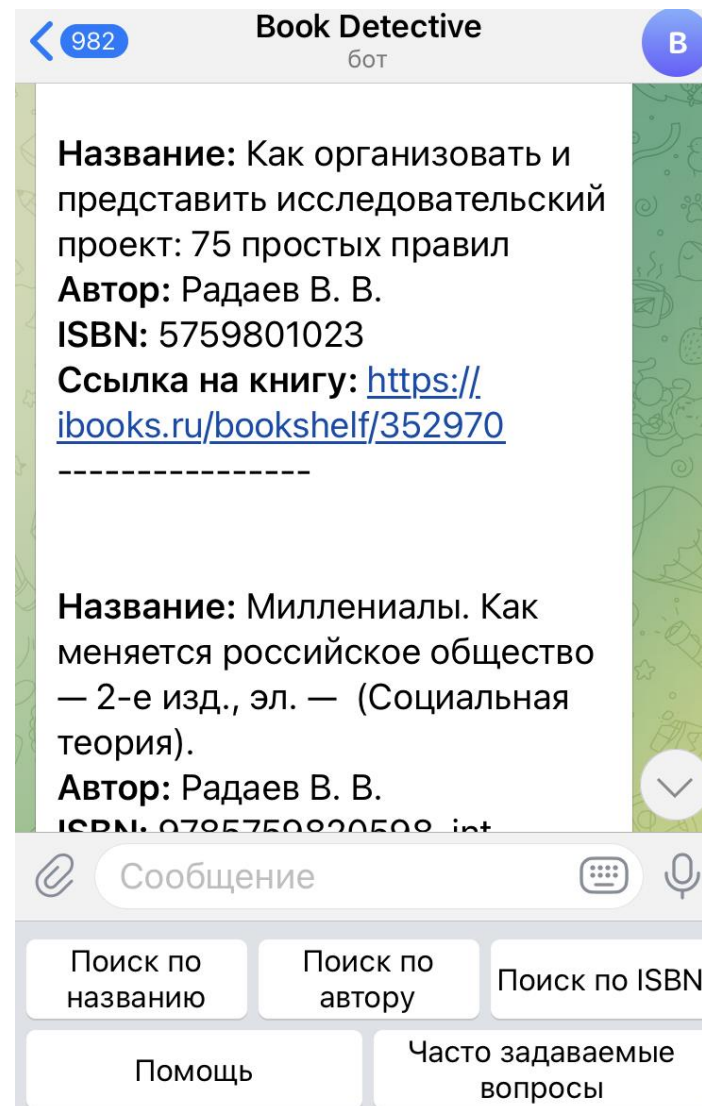 982
Book Detective
бот
B
Название: Как организовать и
представить исследовательский
проект: 75 простых правил
Автор: Радаев В. В.
ISBN: 5759801023
Ссылка на книгу: https://
ibooks.ru/bookshelf/352970
----------------
Название: Миллениалы. Как
меняется российское общество
— 2-е изд., эл. — (Социальная
теория).
Автор: Радаев В. В.
ISBN: 9785759820598_int
Сообщение
Поиск по
названию
Поиск по
автору
Поиск по ISBN
Помощь
Часто задаваемые
вопросы